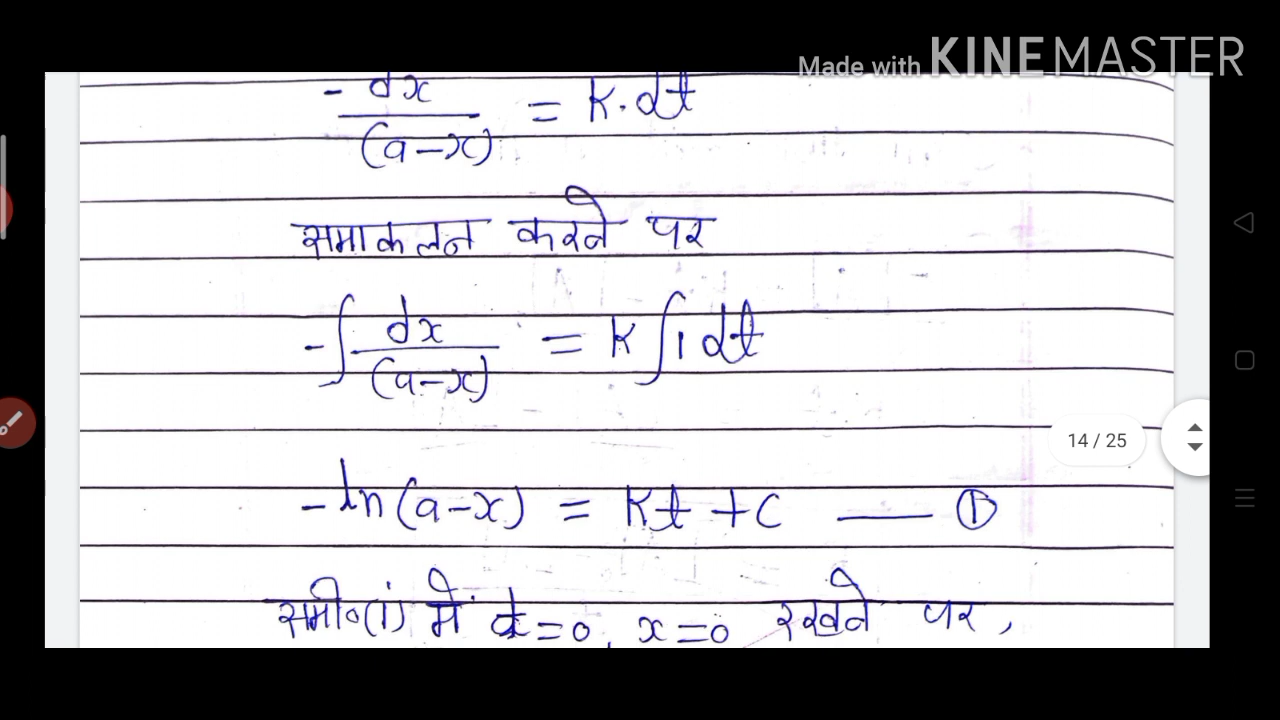 Made with KINEMASTER
- dx/(a-x) = K.dt
समाकलन करने पर
-∫ dx/(a-x) = K ∫1 dt
14 / 25
-ln(a-x) = Kt + C —— ①
समी०(i) में t=0, x=0 रखने पर,